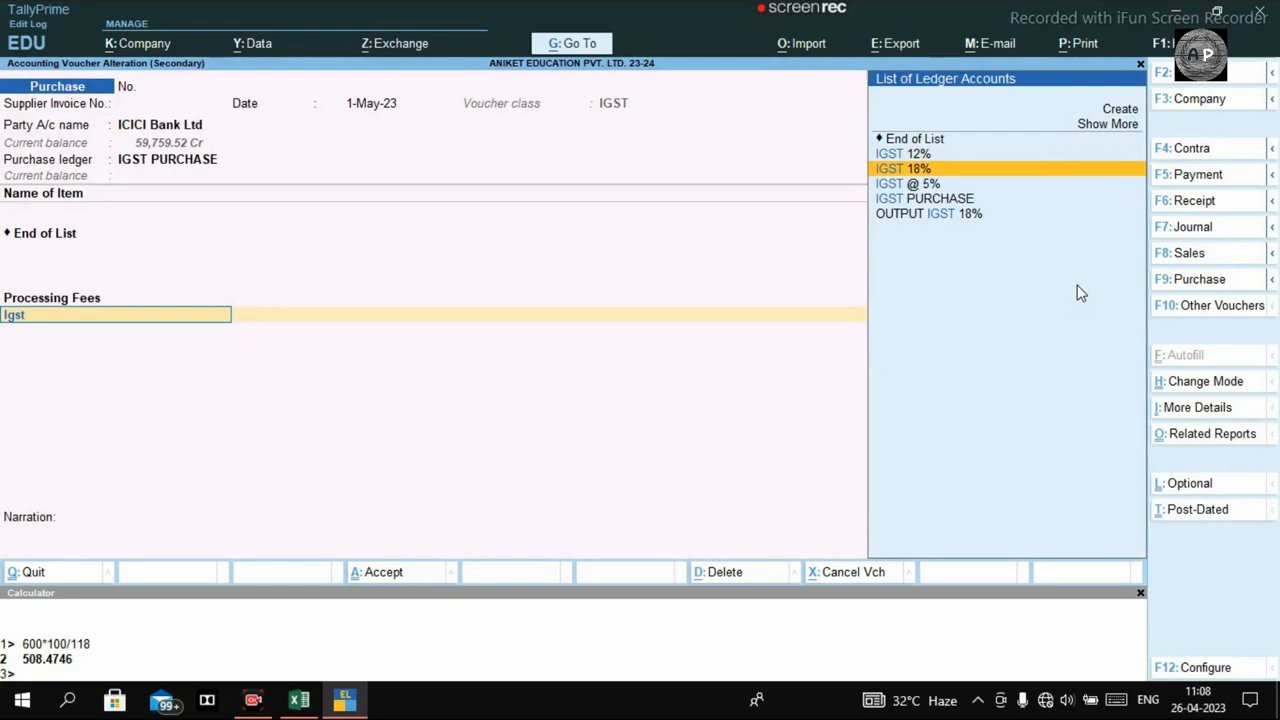 TallyPrime
Edit Log
EDU
MANAGE
K: Company
Y: Data
Z: Exchange
G: Go To
O: Import
E: Export
M: E-mail
P: Print
F1:
screenrec
Recorded with iFun Screen Recorder
AP
Accounting Voucher Alteration (Secondary)
ANIKET EDUCATION PVT. LTD. 23-24
Purchase No.
Supplier Invoice No.: Date : 1-May-23 Voucher class : IGST
Party A/c name : ICICI Bank Ltd
Current balance : 59,759.52 Cr
Purchase ledger : IGST PURCHASE
Current balance :
Name of Item
♦ End of List
Processing Fees
Igst
Narration:
List of Ledger Accounts
Create
Show More
♦ End of List
IGST 12%
IGST 18%
IGST @ 5%
IGST PURCHASE
OUTPUT IGST 18%
F2:
F3: Company
F4: Contra
F5: Payment
F6: Receipt
F7: Journal
F8: Sales
F9: Purchase
F10: Other Vouchers
F: Autofill
H: Change Mode
I: More Details
O: Related Reports
L: Optional
T: Post-Dated
F12: Configure
Q: Quit
A: Accept
D: Delete
X: Cancel Vch
Calculator
1> 600*100/118
2 508.4746
3>
99+
EL
32°C Haze
ENG
11:08
26-04-2023